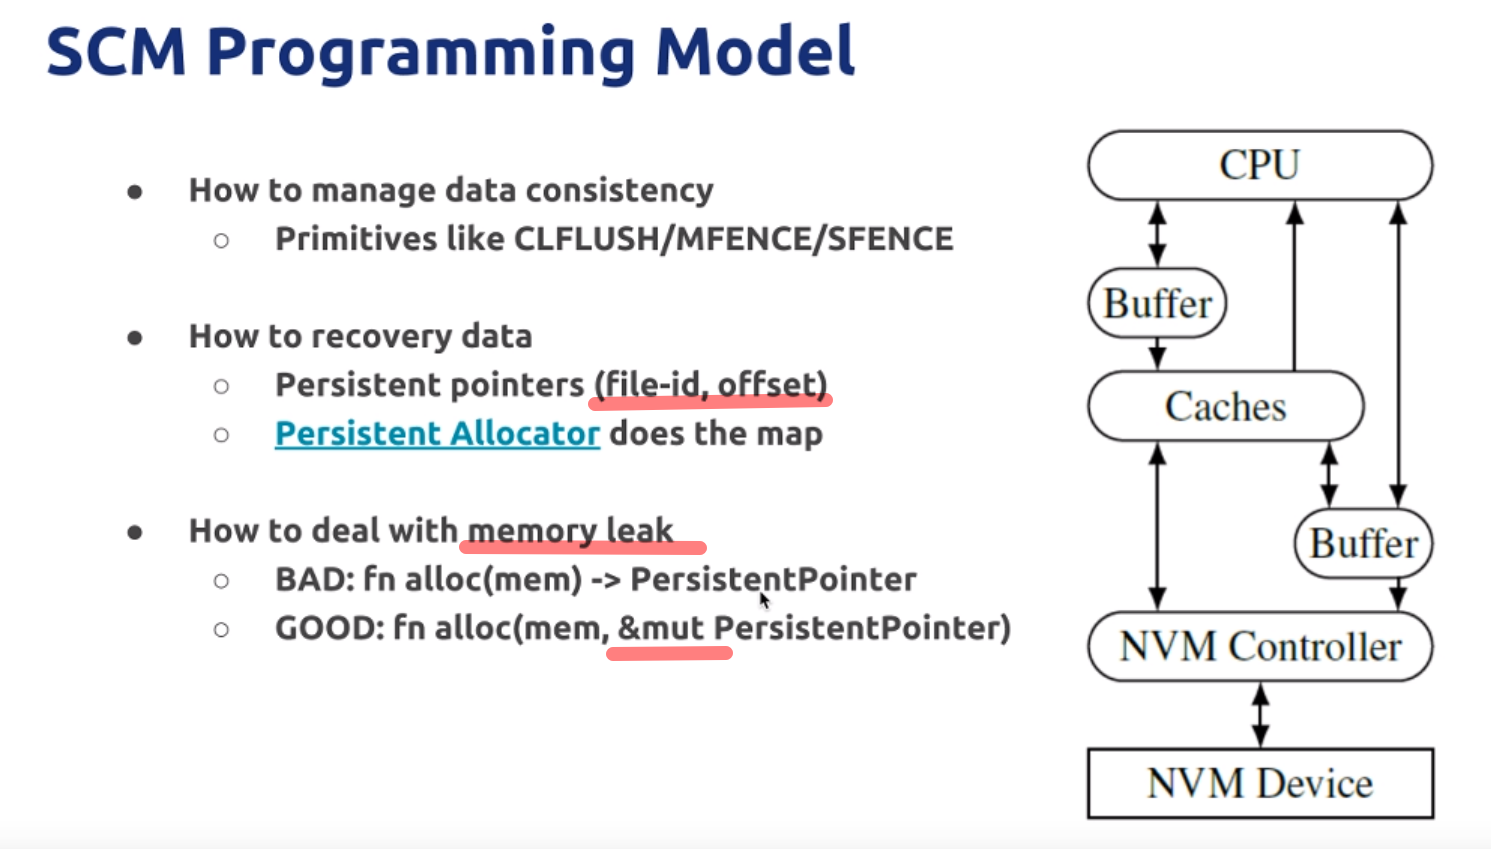 SCM Programming Model
● How to manage data consistency
○ Primitives like CLFLUSH/MFENCE/SFENCE
● How to recovery data
○ Persistent pointers (file-id, offset)
○ Persistent Allocator does the map
● How to deal with memory leak
○ BAD: fn alloc(mem) -> PersistentPointer
○ GOOD: fn alloc(mem, &mut PersistentPointer)
CPU
Buffer
Caches
Buffer
NVM Controller
NVM Device